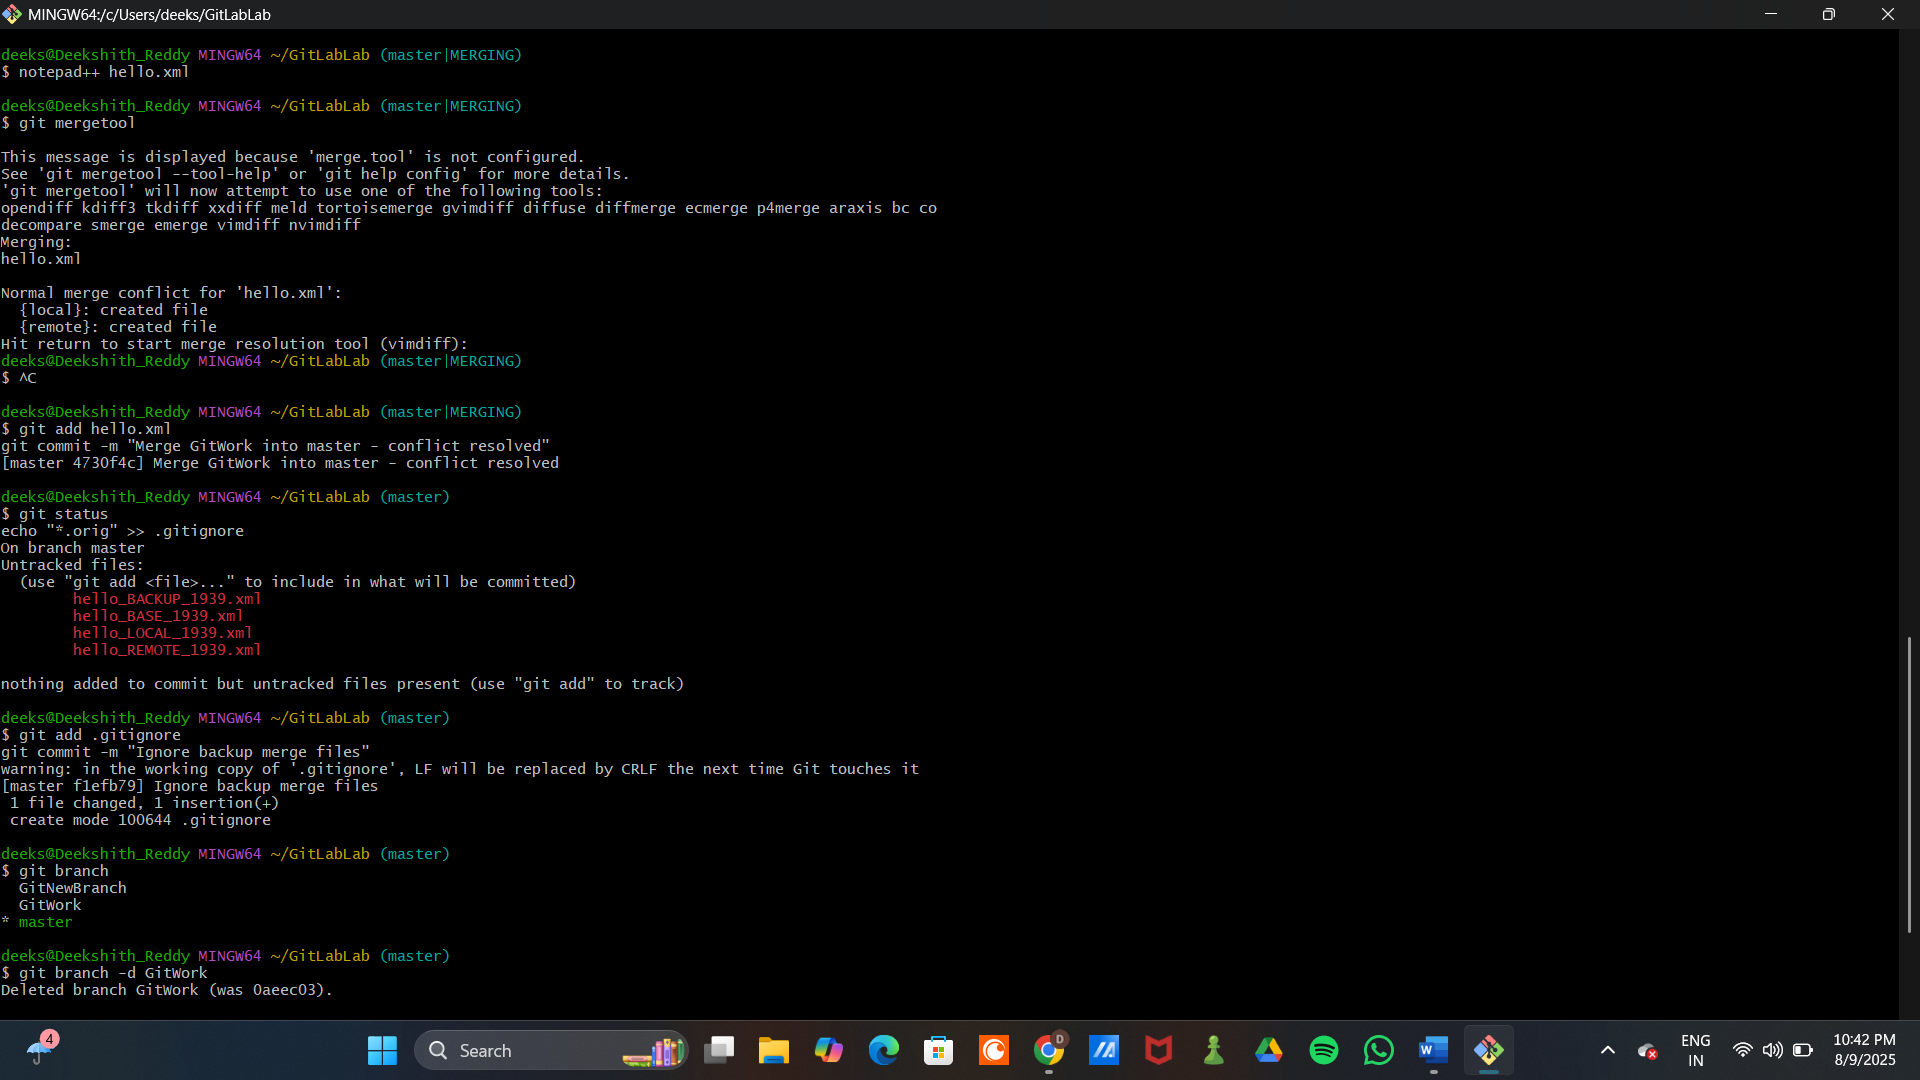 MINGW64:/c/Users/deeks/GitLabLab
deeks@Deekshith_Reddy MINGW64 ~/GitLabLab (master|MERGING)
$ notepad++ hello.xml
deeks@Deekshith_Reddy MINGW64 ~/GitLabLab (master|MERGING)
$ git mergetool
This message is displayed because 'merge.tool' is not configured.
See 'git mergetool --tool-help' or 'git help config' for more details.
'git mergetool' will now attempt to use one of the following tools:
opendiff kdiff3 tkdiff xxdiff meld tortoisemerge gvimdiff diffuse diffmerge ecmerge p4merge araxis bc co
decompare smerge emerge vimdiff nvimdiff
Merging:
hello.xml
Normal merge conflict for 'hello.xml':
  {local}: created file
  {remote}: created file
Hit return to start merge resolution tool (vimdiff):
deeks@Deekshith_Reddy MINGW64 ~/GitLabLab (master|MERGING)
$ ^C
deeks@Deekshith_Reddy MINGW64 ~/GitLabLab (master|MERGING)
$ git add hello.xml
git commit -m "Merge GitWork into master - conflict resolved"
[master 4730f4c] Merge GitWork into master - conflict resolved
deeks@Deekshith_Reddy MINGW64 ~/GitLabLab (master)
$ git status
echo "*.orig" >> .gitignore
On branch master
Untracked files:
  (use "git add <file>..." to include in what will be committed)
        hello_BACKUP_1939.xml
        hello_BASE_1939.xml
        hello_LOCAL_1939.xml
        hello_REMOTE_1939.xml
nothing added to commit but untracked files present (use "git add" to track)
deeks@Deekshith_Reddy MINGW64 ~/GitLabLab (master)
$ git add .gitignore
git commit -m "Ignore backup merge files"
warning: in the working copy of '.gitignore', LF will be replaced by CRLF the next time Git touches it
[master f1efb79] Ignore backup merge files
 1 file changed, 1 insertion(+)
 create mode 100644 .gitignore
deeks@Deekshith_Reddy MINGW64 ~/GitLabLab (master)
$ git branch
  GitNewBranch
  GitWork
* master
deeks@Deekshith_Reddy MINGW64 ~/GitLabLab (master)
$ git branch -d GitWork
Deleted branch GitWork (was 0aeec03).
4
Search
D
W
ENG
IN
10:42 PM
8/9/2025